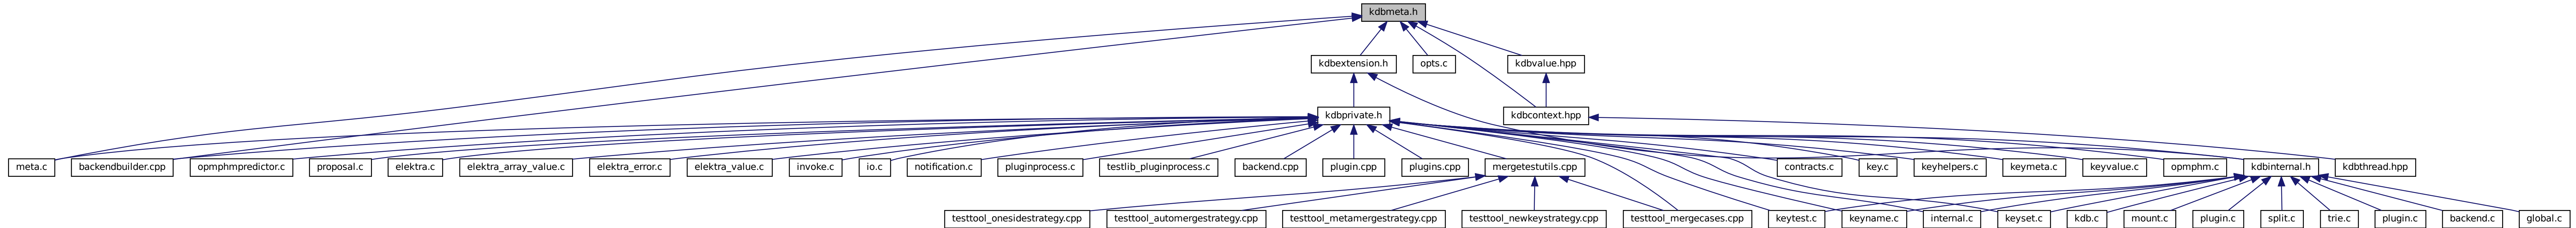 kdbmeta.h
kdbextension.h
opts.c
kdbvalue.hpp
kdbprivate.h
kdbcontext.hpp
meta.c
backendbuilder.cpp
opmphmpredictor.c
proposal.c
elektra.c
elektra_array_value.c
elektra_error.c
elektra_value.c
invoke.c
io.c
notification.c
pluginprocess.c
testlib_pluginprocess.c
backend.cpp
plugin.cpp
plugins.cpp
mergetestutils.cpp
contracts.c
key.c
keyhelpers.c
keymeta.c
keyvalue.c
opmphm.c
kdbinternal.h
kdbthread.hpp
testtool_onesidestrategy.cpp
testtool_automergestrategy.cpp
testtool_metamergestrategy.cpp
testtool_newkeystrategy.cpp
testtool_mergecases.cpp
keytest.c
keyname.c
internal.c
keyset.c
kdb.c
mount.c
plugin.c
split.c
trie.c
plugin.c
backend.c
global.c